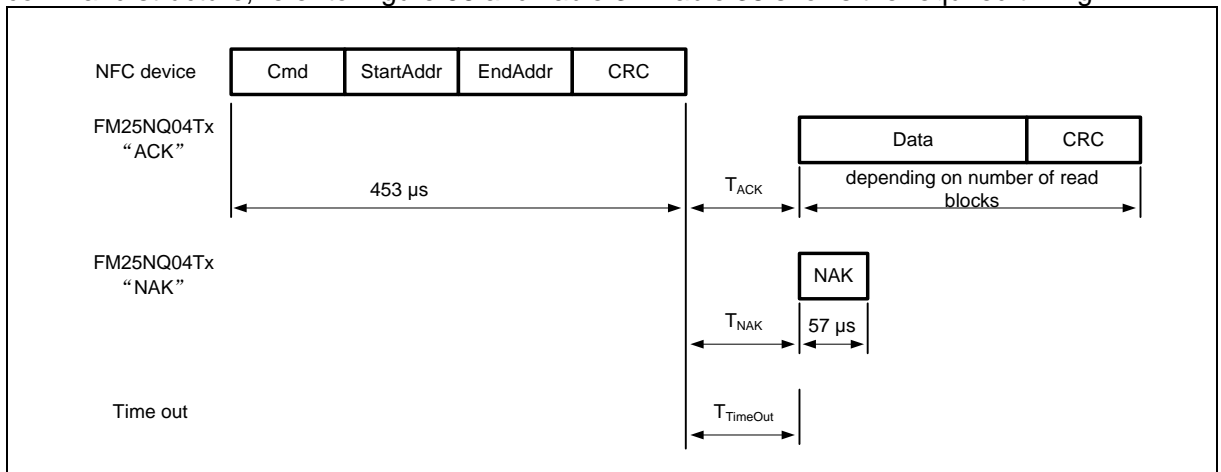 NFC device Cmd StartAddr EndAddr CRC
FM25NQ04Tx
“ACK”
Data CRC
453 µs
TACK
depending on number of read
blocks
FM25NQ04Tx
“NAK”
NAK
TNAK
57 µs
Time out
TTimeOut